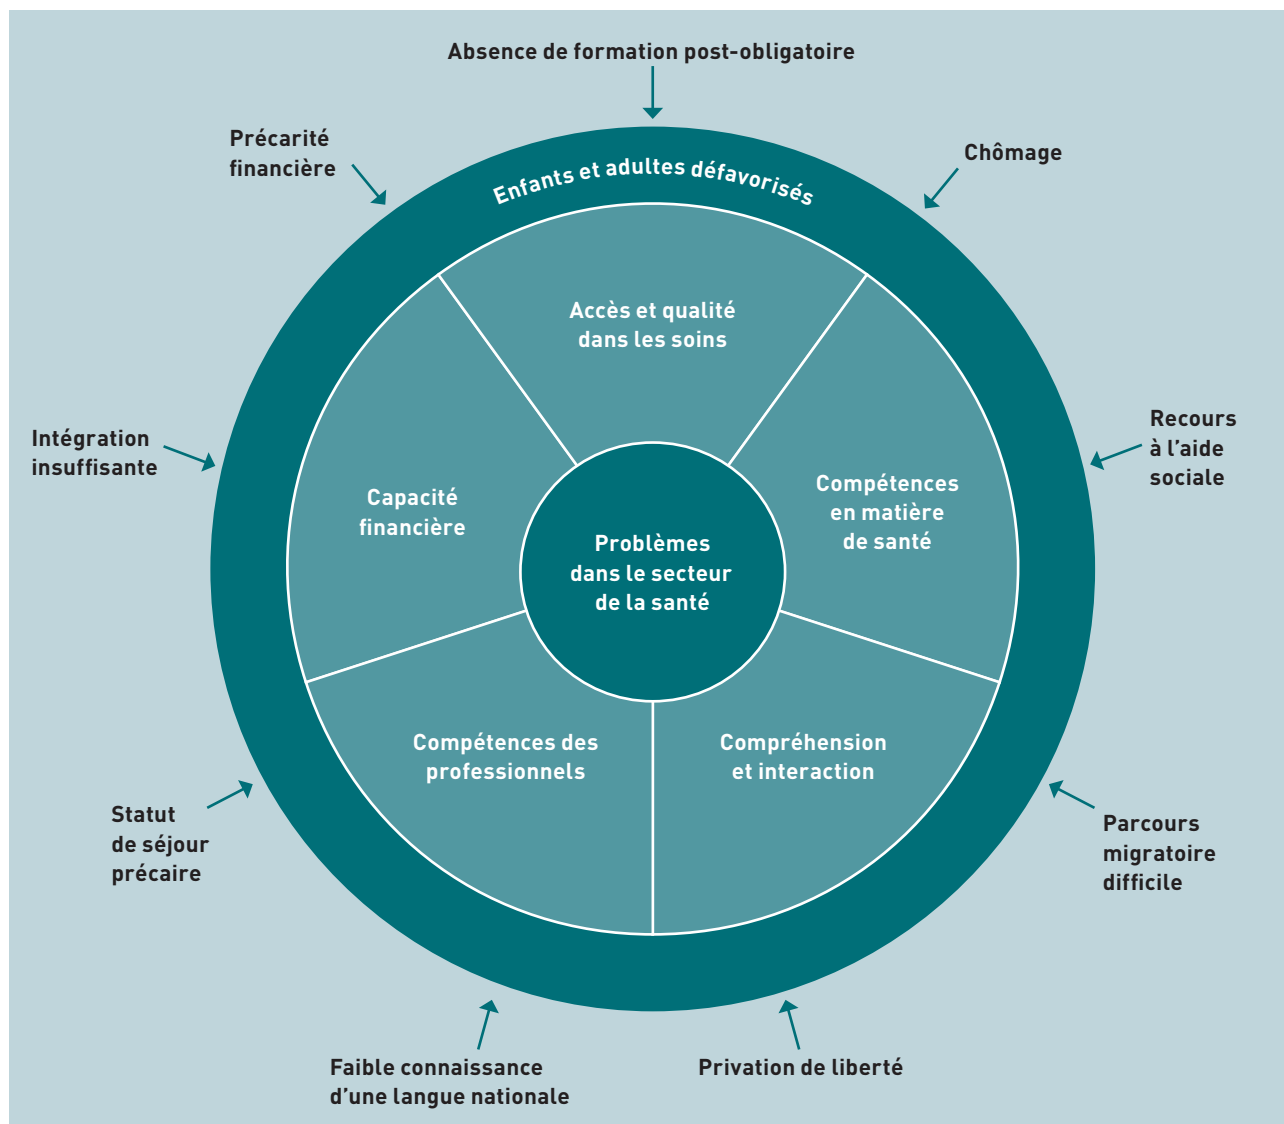 Absence de formation post-obligatoire
Précarité
financière
Chômage
Enfants et adultes défavorisés
Accès et qualité
dans les soins
Recours
à l’aide
sociale
Intégration
insuffisante
Capacité
financière
Compétences
en matière
de santé
Problèmes
dans le secteur
de la santé
Compétences des
professionnels
Compréhension
et interaction
Statut
de séjour
précaire
Parcours
migratoire
difficile
Faible connaissance
d’une langue nationale
Privation de liberté